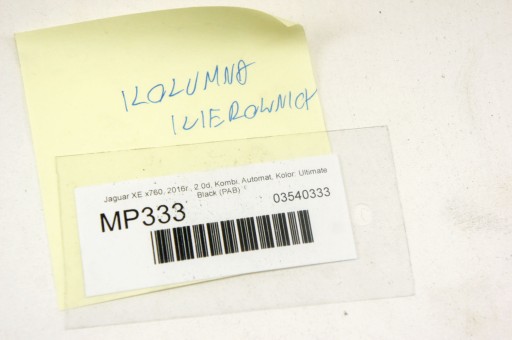 KOLUMNA
KIEROWNICY
Jaguar XE x760, 2016r., 2.0d, Kombi, Automat, Kolor: Ultimate
Black (PAB)
MP333
03540333